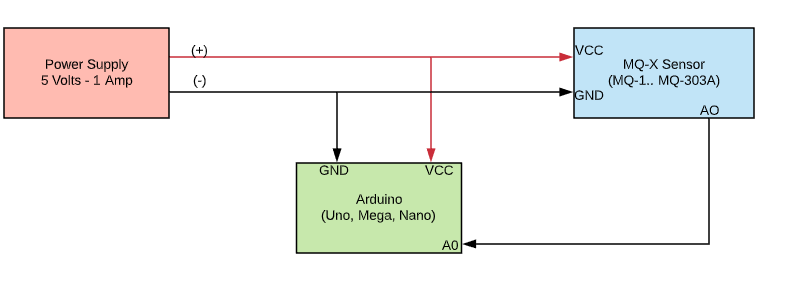 Power Supply
5 Volts - 1 Amp
(+)
(-)
VCC
MQ-X Sensor
(MQ-1.. MQ-303A)
GND
AO
GND
VCC
Arduino
(Uno, Mega, Nano)
A0